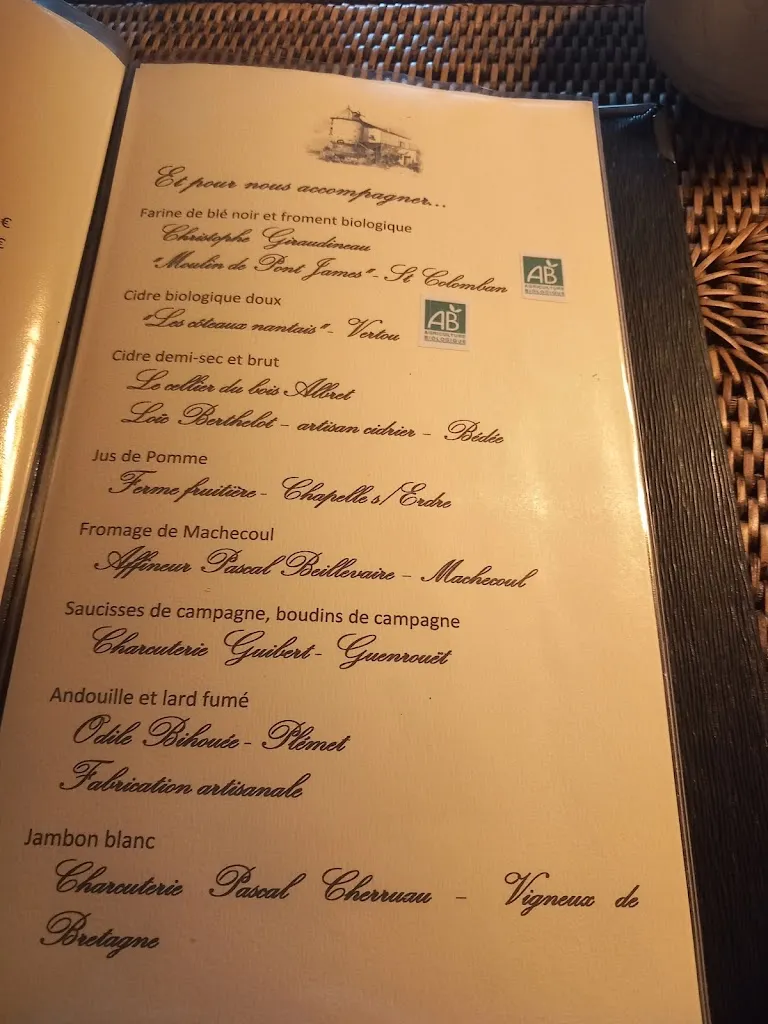 €
€
Et pour nous accompagner...
Farine de blé noir et froment biologique
Christophe Giraudineau
"Moulin de Pont James" - St Colomban
AB
AGRICULTURE
BIOLOGIQUE
Cidre biologique doux
"Les côteaux nantais" - Vertou
AB
AGRICULTURE
BIOLOGIQUE
Cidre demi-sec et brut
Le cellier du bois Albret
Loïc Berthelot - artisan cidrier - Bédée
Jus de Pomme
Ferme fruitière - Chapelle s/Erdre
Fromage de Machecoul
Affineur Pascal Beillevaire - Machecoul
Saucisses de campagne, boudins de campagne
Charcuterie Guibert - Guenrouët
Andouille et lard fumé
Odile Bihouée - Plémet
Fabrication artisanale
Jambon blanc
Charcuterie Pascal Cherruau - Vigneux de
Bretagne